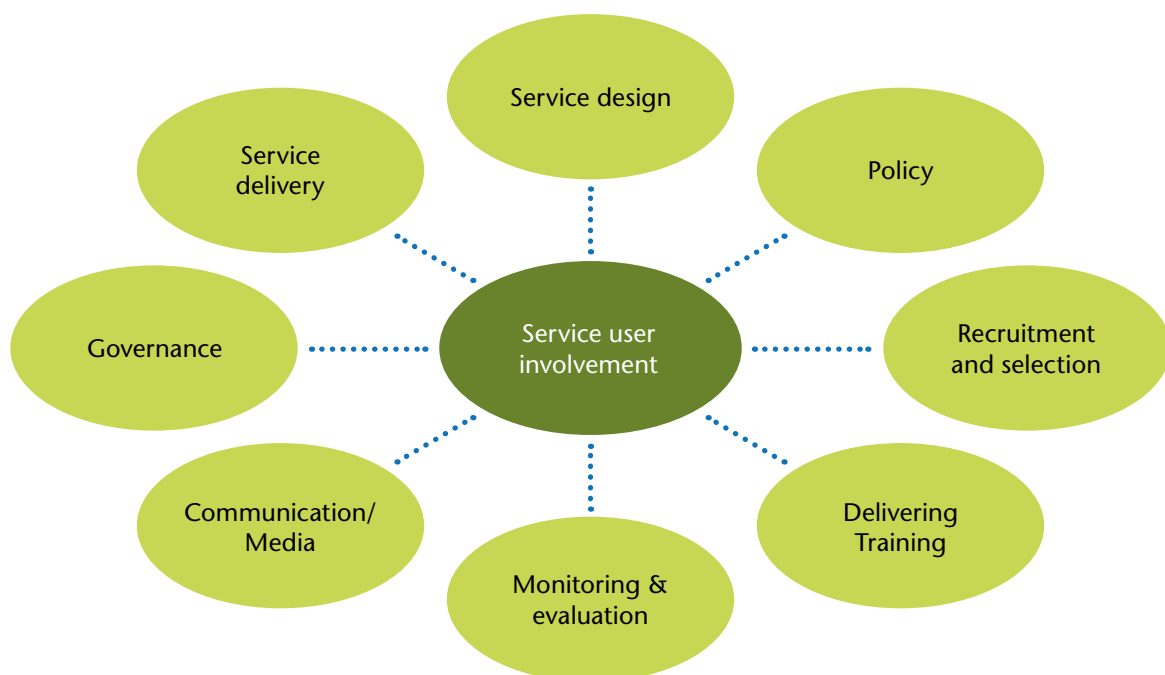 Service design
Service
delivery
Policy
Governance
Service user
involvement
Recruitment
and selection
Communication/
Media
Delivering
Training
Monitoring &
evaluation